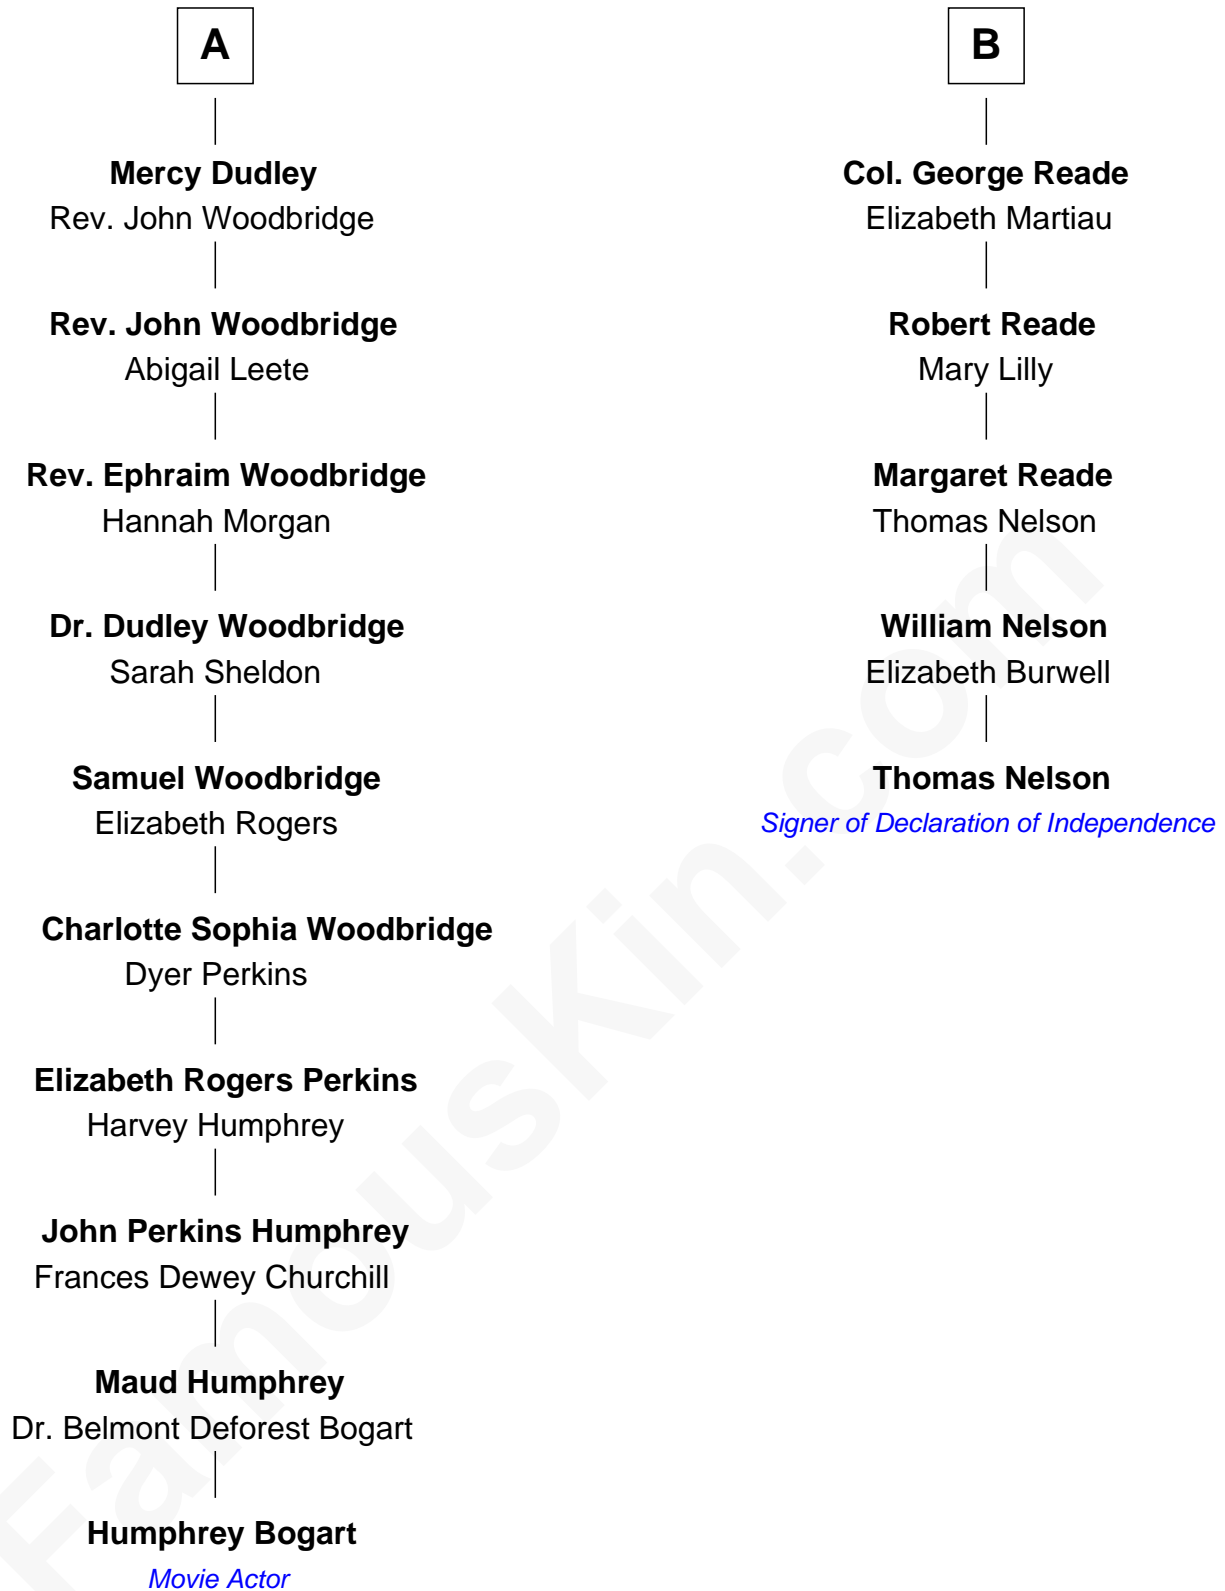 A
Mercy Dudley
Rev. John Woodbridge
Rev. John Woodbridge
Abigail Leete
Rev. Ephraim Woodbridge
Hannah Morgan
Dr. Dudley Woodbridge
Sarah Sheldon
Samuel Woodbridge
Elizabeth Rogers
Charlotte Sophia Woodbridge
Dyer Perkins
Elizabeth Rogers Perkins
Harvey Humphrey
John Perkins Humphrey
Frances Dewey Churchill
Maud Humphrey
Dr. Belmont Deforest Bogart
Humphrey Bogart
Movie Actor
B
Col. George Reade
Elizabeth Martiau
Robert Reade
Mary Lilly
Margaret Reade
Thomas Nelson
William Nelson
Elizabeth Burwell
Thomas Nelson
Signer of Declaration of Independence
FamousKin.com